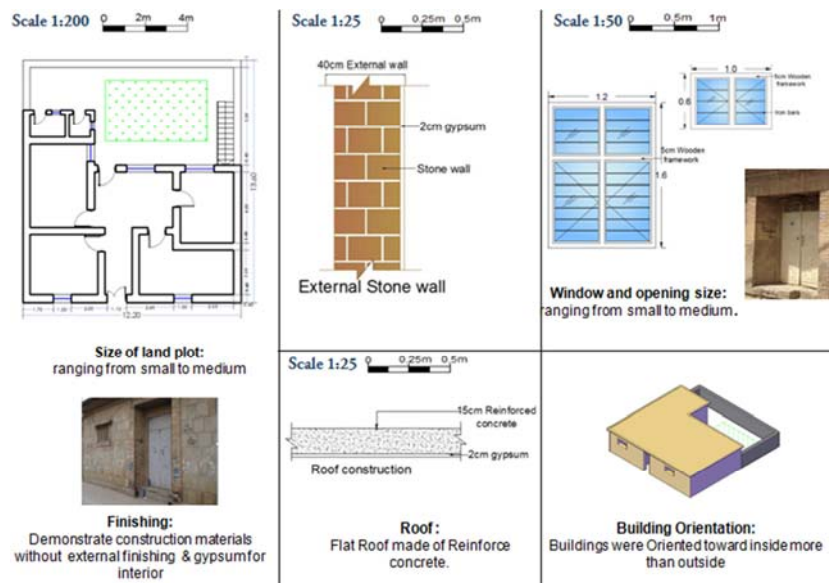 Scale 1:200
0 2m 4m
12.20
13.60
Size of land plot:
ranging from small to medium
Finishing:
Demonstrate construction materials
without external finishing & gypsum for
interior
Scale 1:25
0 0.25m 0.5m
40cm External wall
2cm gypsum
Stone wall
External Stone wall
Scale 1:25
0 0.25m 0.5m
15cm Reinforced
concrete
2cm gypsum
Roof construction
Roof :
Flat Roof made of Reinforce
concrete.
Scale 1:50
0 0.5m 1m
1.0
5cm Wooden
framework
0.6
Iron bars
1.2
5cm Wooden
framework
1.6
Window and opening size:
ranging from small to medium.
Building Orientation:
Buildings were Oriented toward inside more
than outside